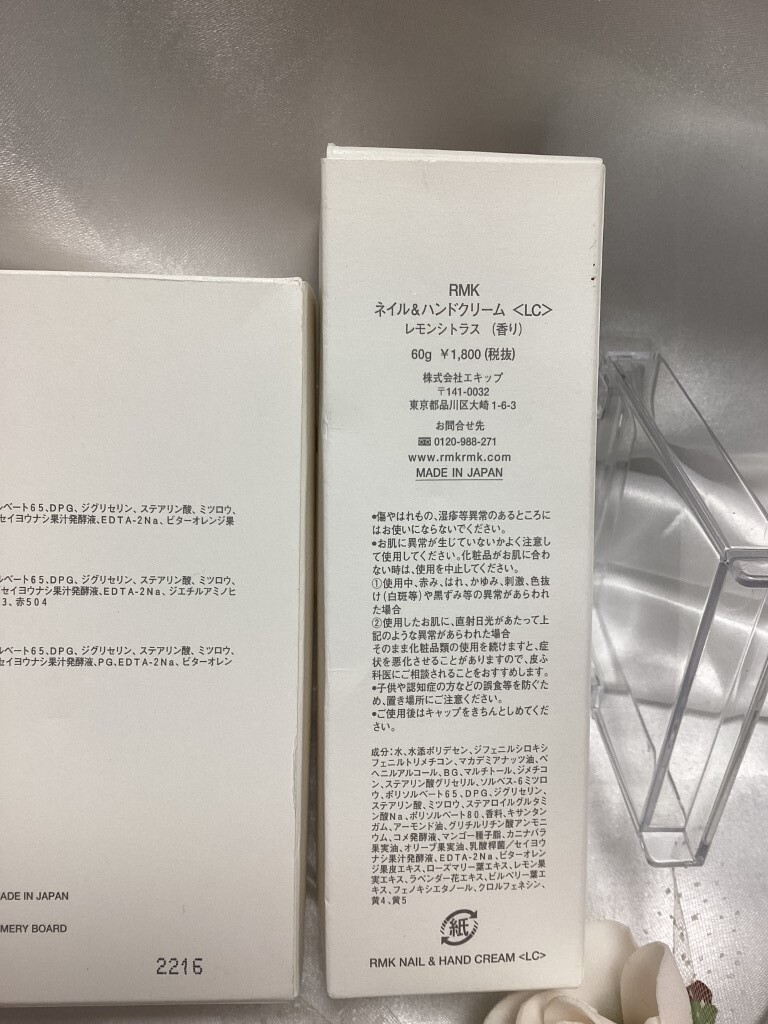 ルベート65、DPG、ジグリセリン、ステアリン酸、ミツロウ、
セイヨウナシ果汁発酵液、EDTA-2Na、ビターオレンジ果
ルベート65、DPG、ジグリセリン、ステアリン酸、ミツロウ、
セイヨウナシ果汁発酵液、EDTA-2Na、ジエチルアミノヒ
3、赤504
ルベート65、DPG、ジグリセリン、ステアリン酸、ミツロウ、
セイヨウナシ果汁発酵液、PG、EDTA-2Na、ビターオレン
MADE IN JAPAN
MERY BOARD
2216
RMK
ネイル&ハンドクリーム <LC>
レモンシトラス (香り)
60g ¥1,800(税抜)
株式会社エキップ
〒141-0032
東京都品川区大崎1-6-3
お問合せ先
0120-988-271
www.rmkrmk.com
MADE IN JAPAN
●傷やはれもの、湿疹等異常のあるところに
はお使いにならないでください。
●お肌に異常が生じていないかよく注意し
て使用してください。化粧品がお肌に合わ
ない時は、使用を中止してください。
①使用中、赤み、はれ、かゆみ、刺激、色抜
け(白斑等)や黒ずみ等の異常があらわれ
た場合
②使用したお肌に、直射日光があたって上
記のような異常があらわれた場合
そのまま化粧品類の使用を続けますと、症
状を悪化させることがありますので、皮ふ
科医にご相談されることをおすすめします。
●子供や認知症の方などの誤食等を防ぐた
め、置き場所にご注意ください。
●ご使用後はキャップをきちんとしめてくだ
さい。
成分:水、水添ポリデセン、ジフェニルシロキシ
フェニルトリメチコン、マカデミアナッツ油、ベ
ヘニルアルコール、BG、マルチトール、ジメチコ
ン、ステアリン酸グリセリル、ソルベス-6ミツロ
ウ、ポリソルベート65、DPG、ジグリセリン、
ステアリン酸、ミツロウ、ステアロイルグルタミ
ン酸Na、ポリソルベート80、香料、キサンタン
ガム、アーモンド油、グリチルリチン酸アンモニ
ウム、コメ発酵液、マンゴー種子脂、カニナバラ
果実油、オリーブ果実油、乳酸桿菌/セイヨウ
ナシ果汁発酵液、EDTA-2Na、ビターオレン
ジ果皮エキス、ローズマリー葉エキス、レモン果
実エキス、ラベンダー花エキス、ビルベリー葉エ
キス、フェノキシエタノール、クロルフェネシン、
黄4、黄5
紙
RMK NAIL & HAND CREAM <LC>